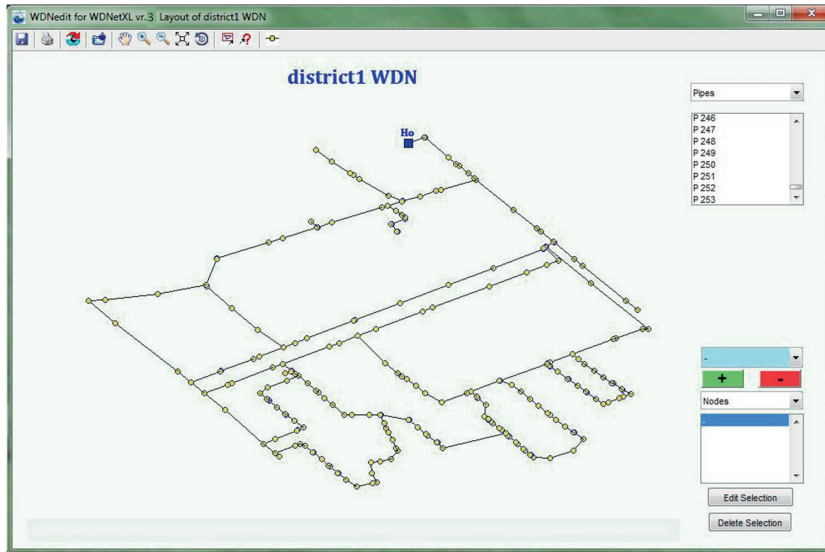 WDNedit for WDNetXL vr.3 Layout of district1 WDN
district1 WDN
Ho
Pipes
P 246
P 247
P 248
P 249
P 250
P 251
P 252
P 253
-
+
-
Nodes
-
Edit Selection
Delete Selection